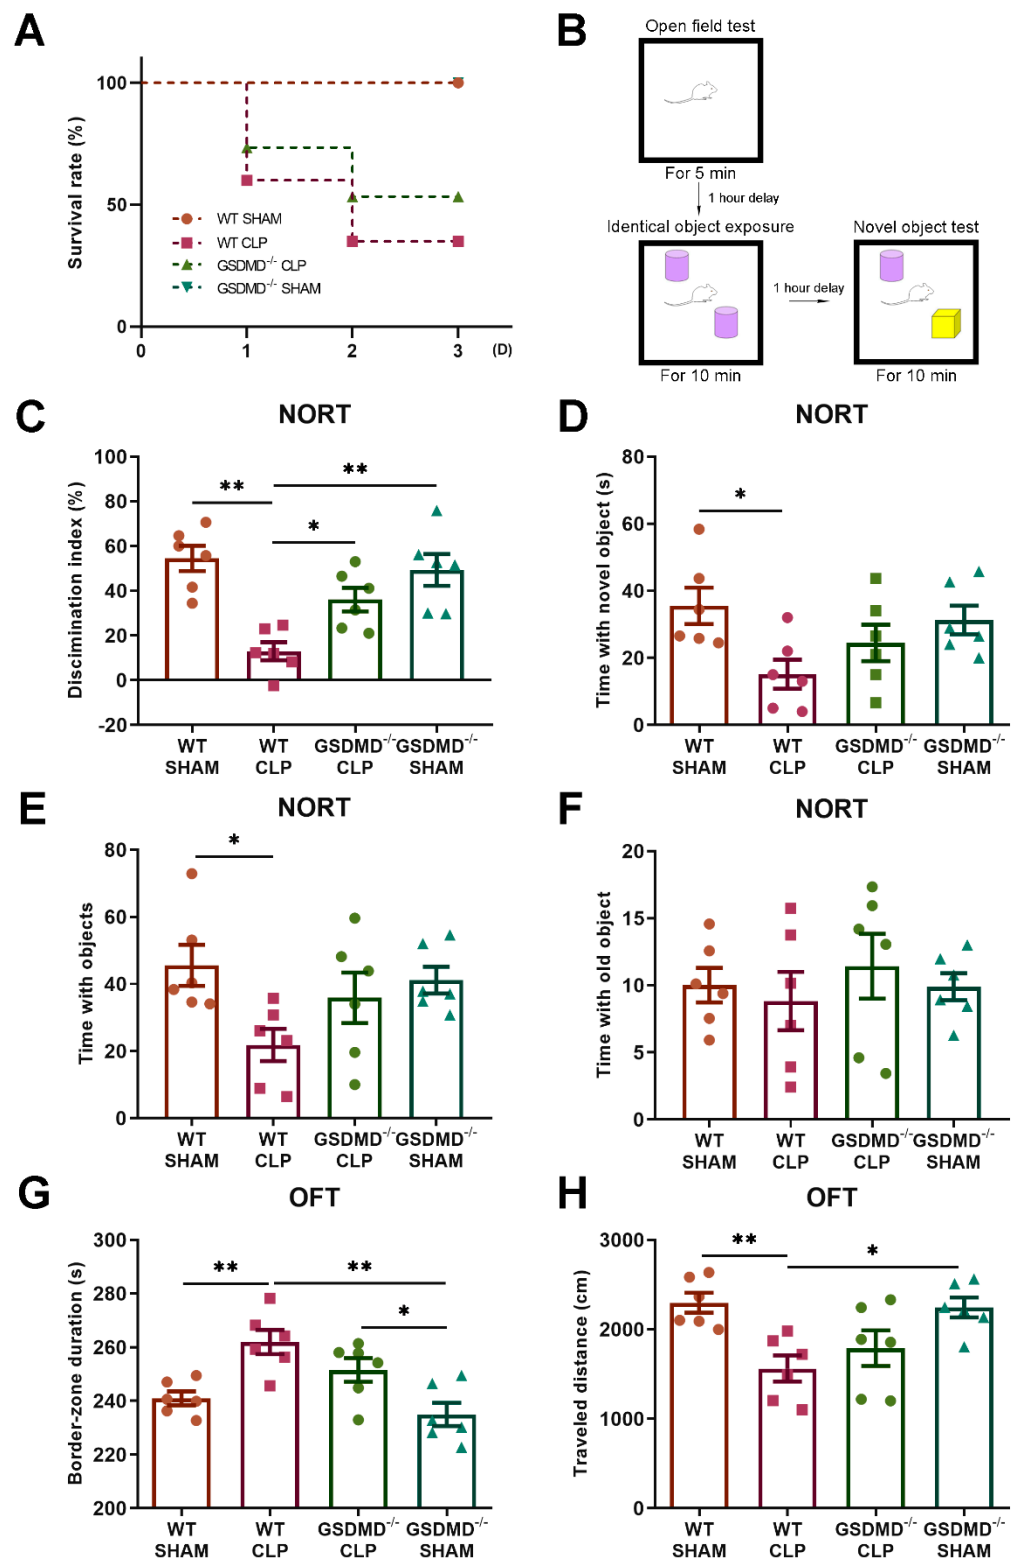 A
Survival rate (%)
100
50
0
0 1 2 3 (D)
WT SHAM
WT CLP
GSDMD-/- CLP
GSDMD-/- SHAM
B
Open field test
For 5 min
1 hour delay
Identical object exposure
For 10 min
1 hour delay
Novel object test
For 10 min
C
NORT
Discimination index (%)
100
80
60
40
20
0
-20
**
*
**
WT SHAM
WT CLP
GSDMD-/- CLP
GSDMD-/- SHAM
D
NORT
Time with novel object (s)
80
60
40
20
0
*
WT SHAM
WT CLP
GSDMD-/- CLP
GSDMD-/- SHAM
E
NORT
Time with objects
80
60
40
20
0
*
WT SHAM
WT CLP
GSDMD-/- CLP
GSDMD-/- SHAM
F
NORT
Time with old object
20
15
10
5
0
WT SHAM
WT CLP
GSDMD-/- CLP
GSDMD-/- SHAM
G
OFT
Border-zone duration (s)
300
280
260
240
220
200
**
**
*
WT SHAM
WT CLP
GSDMD-/- CLP
GSDMD-/- SHAM
H
OFT
Traveled distance (cm)
3000
2000
1000
0
**
*
WT SHAM
WT CLP
GSDMD-/- CLP
GSDMD-/- SHAM